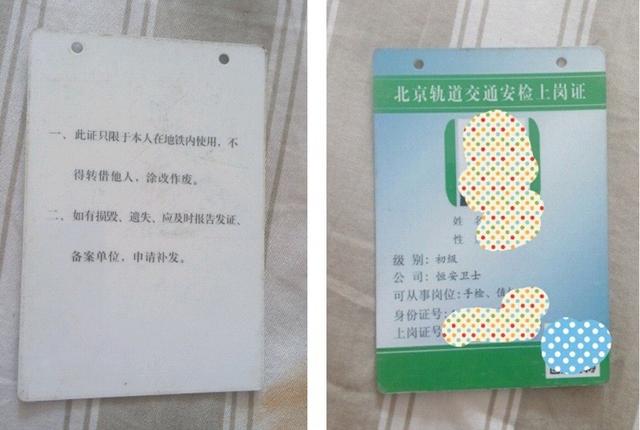 一、此证只限于本人在地铁内使用，不
得转借他人，涂改作废。
二、如有损毁、遗失、应及时报告发证、
备案单位，申请补发。
北京轨道交通安检上岗证
姓
性
级 别：初级
公 司：恒安卫士
可从事岗位：手检、
身份证号：
上岗证号